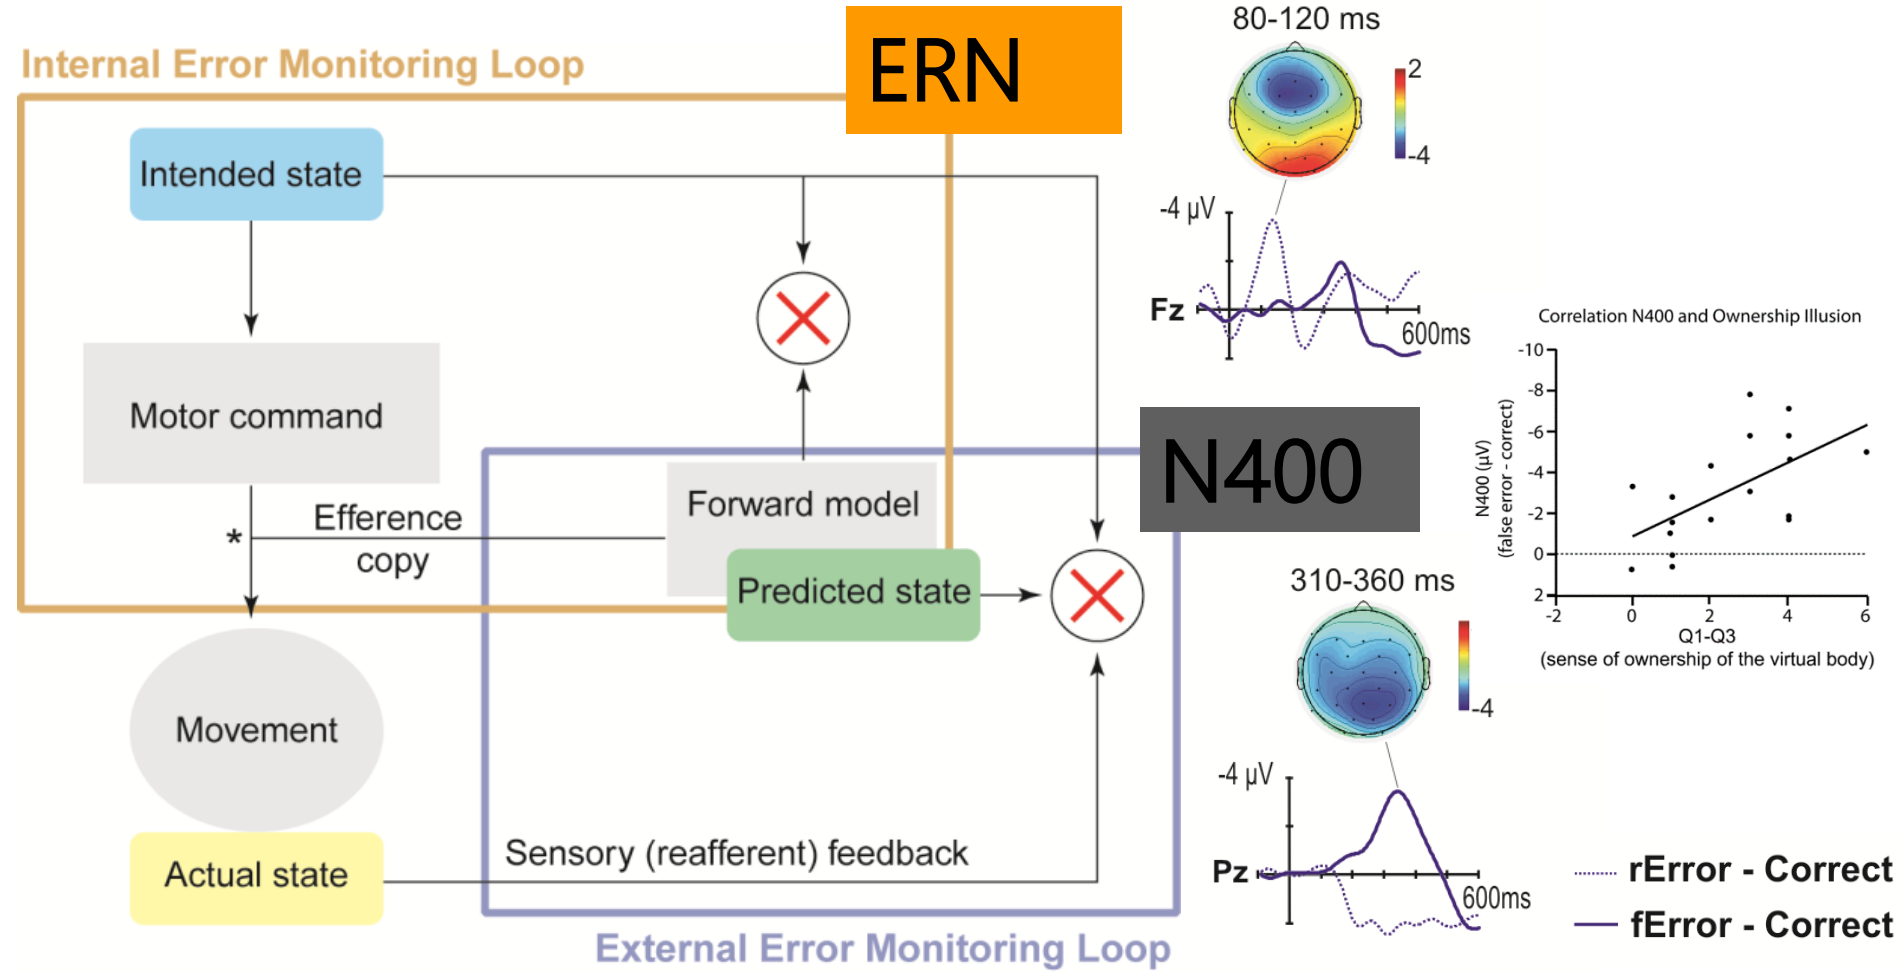 Internal Error Monitoring Loop
ERN
Intended state
Motor command
*
Efference
copy
Forward model
Predicted state
Movement
Actual state
Sensory (reafferent) feedback
External Error Monitoring Loop
N400
80-120 ms
2
-4
-4 µV
Fz
600ms
310-360 ms
-4
-4 µV
Pz
600ms
Correlation N400 and Ownership Illusion
N400 (µV)
(false error - correct)
-10
-8
-6
-4
-2
0
2
-2 0 2 4 6
Q1-Q3
(sense of ownership of the virtual body)
rError - Correct
fError - Correct